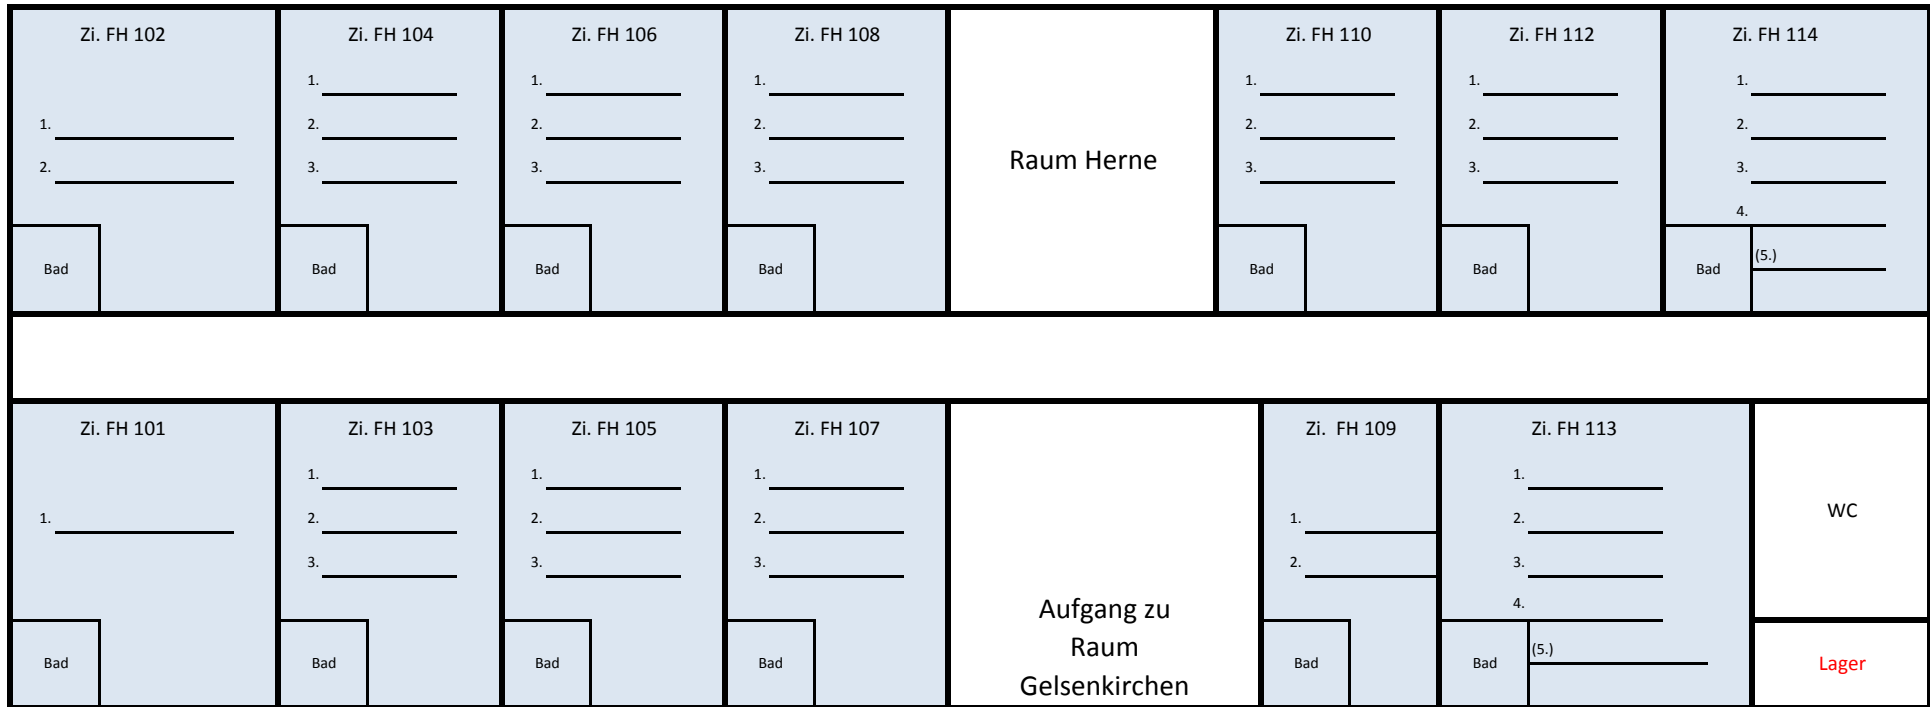 Zi. FH 102
1.
2.
Bad
Zi. FH 104
1.
2.
3.
Bad
Zi. FH 106
1.
2.
3.
Bad
Zi. FH 108
1.
2.
3.
Bad
Raum Herne
Zi. FH 110
1.
2.
3.
Bad
Zi. FH 112
1.
2.
3.
Bad
Zi. FH 114
1.
2.
3.
4.
(5.)
Bad
Zi. FH 101
1.
Bad
Zi. FH 103
1.
2.
3.
Bad
Zi. FH 105
1.
2.
3.
Bad
Zi. FH 107
1.
2.
3.
Bad
Aufgang zu
Raum
Gelsenkirchen
Zi. FH 109
1.
2.
Bad
Zi. FH 113
1.
2.
3.
4.
(5.)
Bad
WC
Lager